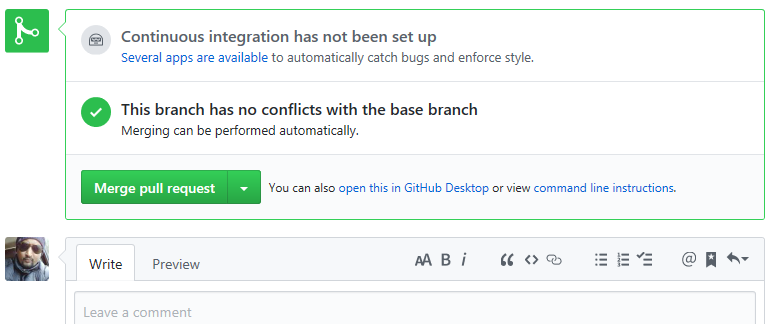 Continuous integration has not been set up
Several apps are available to automatically catch bugs and enforce style.
This branch has no conflicts with the base branch
Merging can be performed automatically.
Merge pull request You can also open this in GitHub Desktop or view command line instructions.
Write Preview AA B i “ <> @
Leave a comment